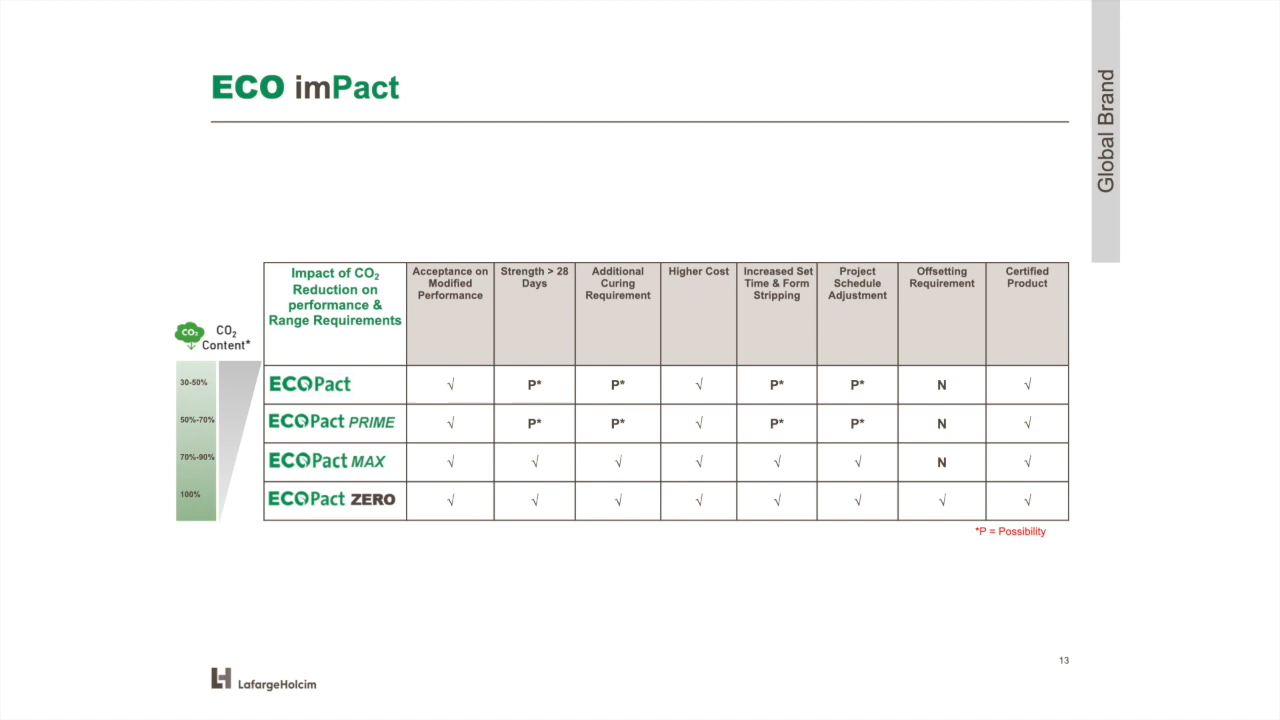 ECO imPact
Global Brand
Impact of CO₂
Reduction on
performance &
Range Requirements
Acceptance on
Modified
Performance
Strength > 28
Days
Additional
Curing
Requirement
Higher Cost
Increased Set
Time & Form
Stripping
Project
Schedule
Adjustment
Offsetting
Requirement
Certified
Product
CO₂
CO₂
Content*
30-50%
ECOPact √ P* P* √ P* P* N √
50%-70%
ECOPact PRIME √ P* P* √ P* P* N √
70%-90%
ECOPact MAX √ √ √ √ √ √ N √
100%
ECOPact ZERO √ √ √ √ √ √ √ √
*P = Possibility
13
LafargeHolcim